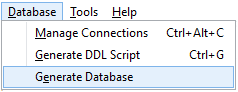 Database Tools Help
Manage Connections Ctrl+Alt+C
Generate DDL Script Ctrl+G
Generate Database